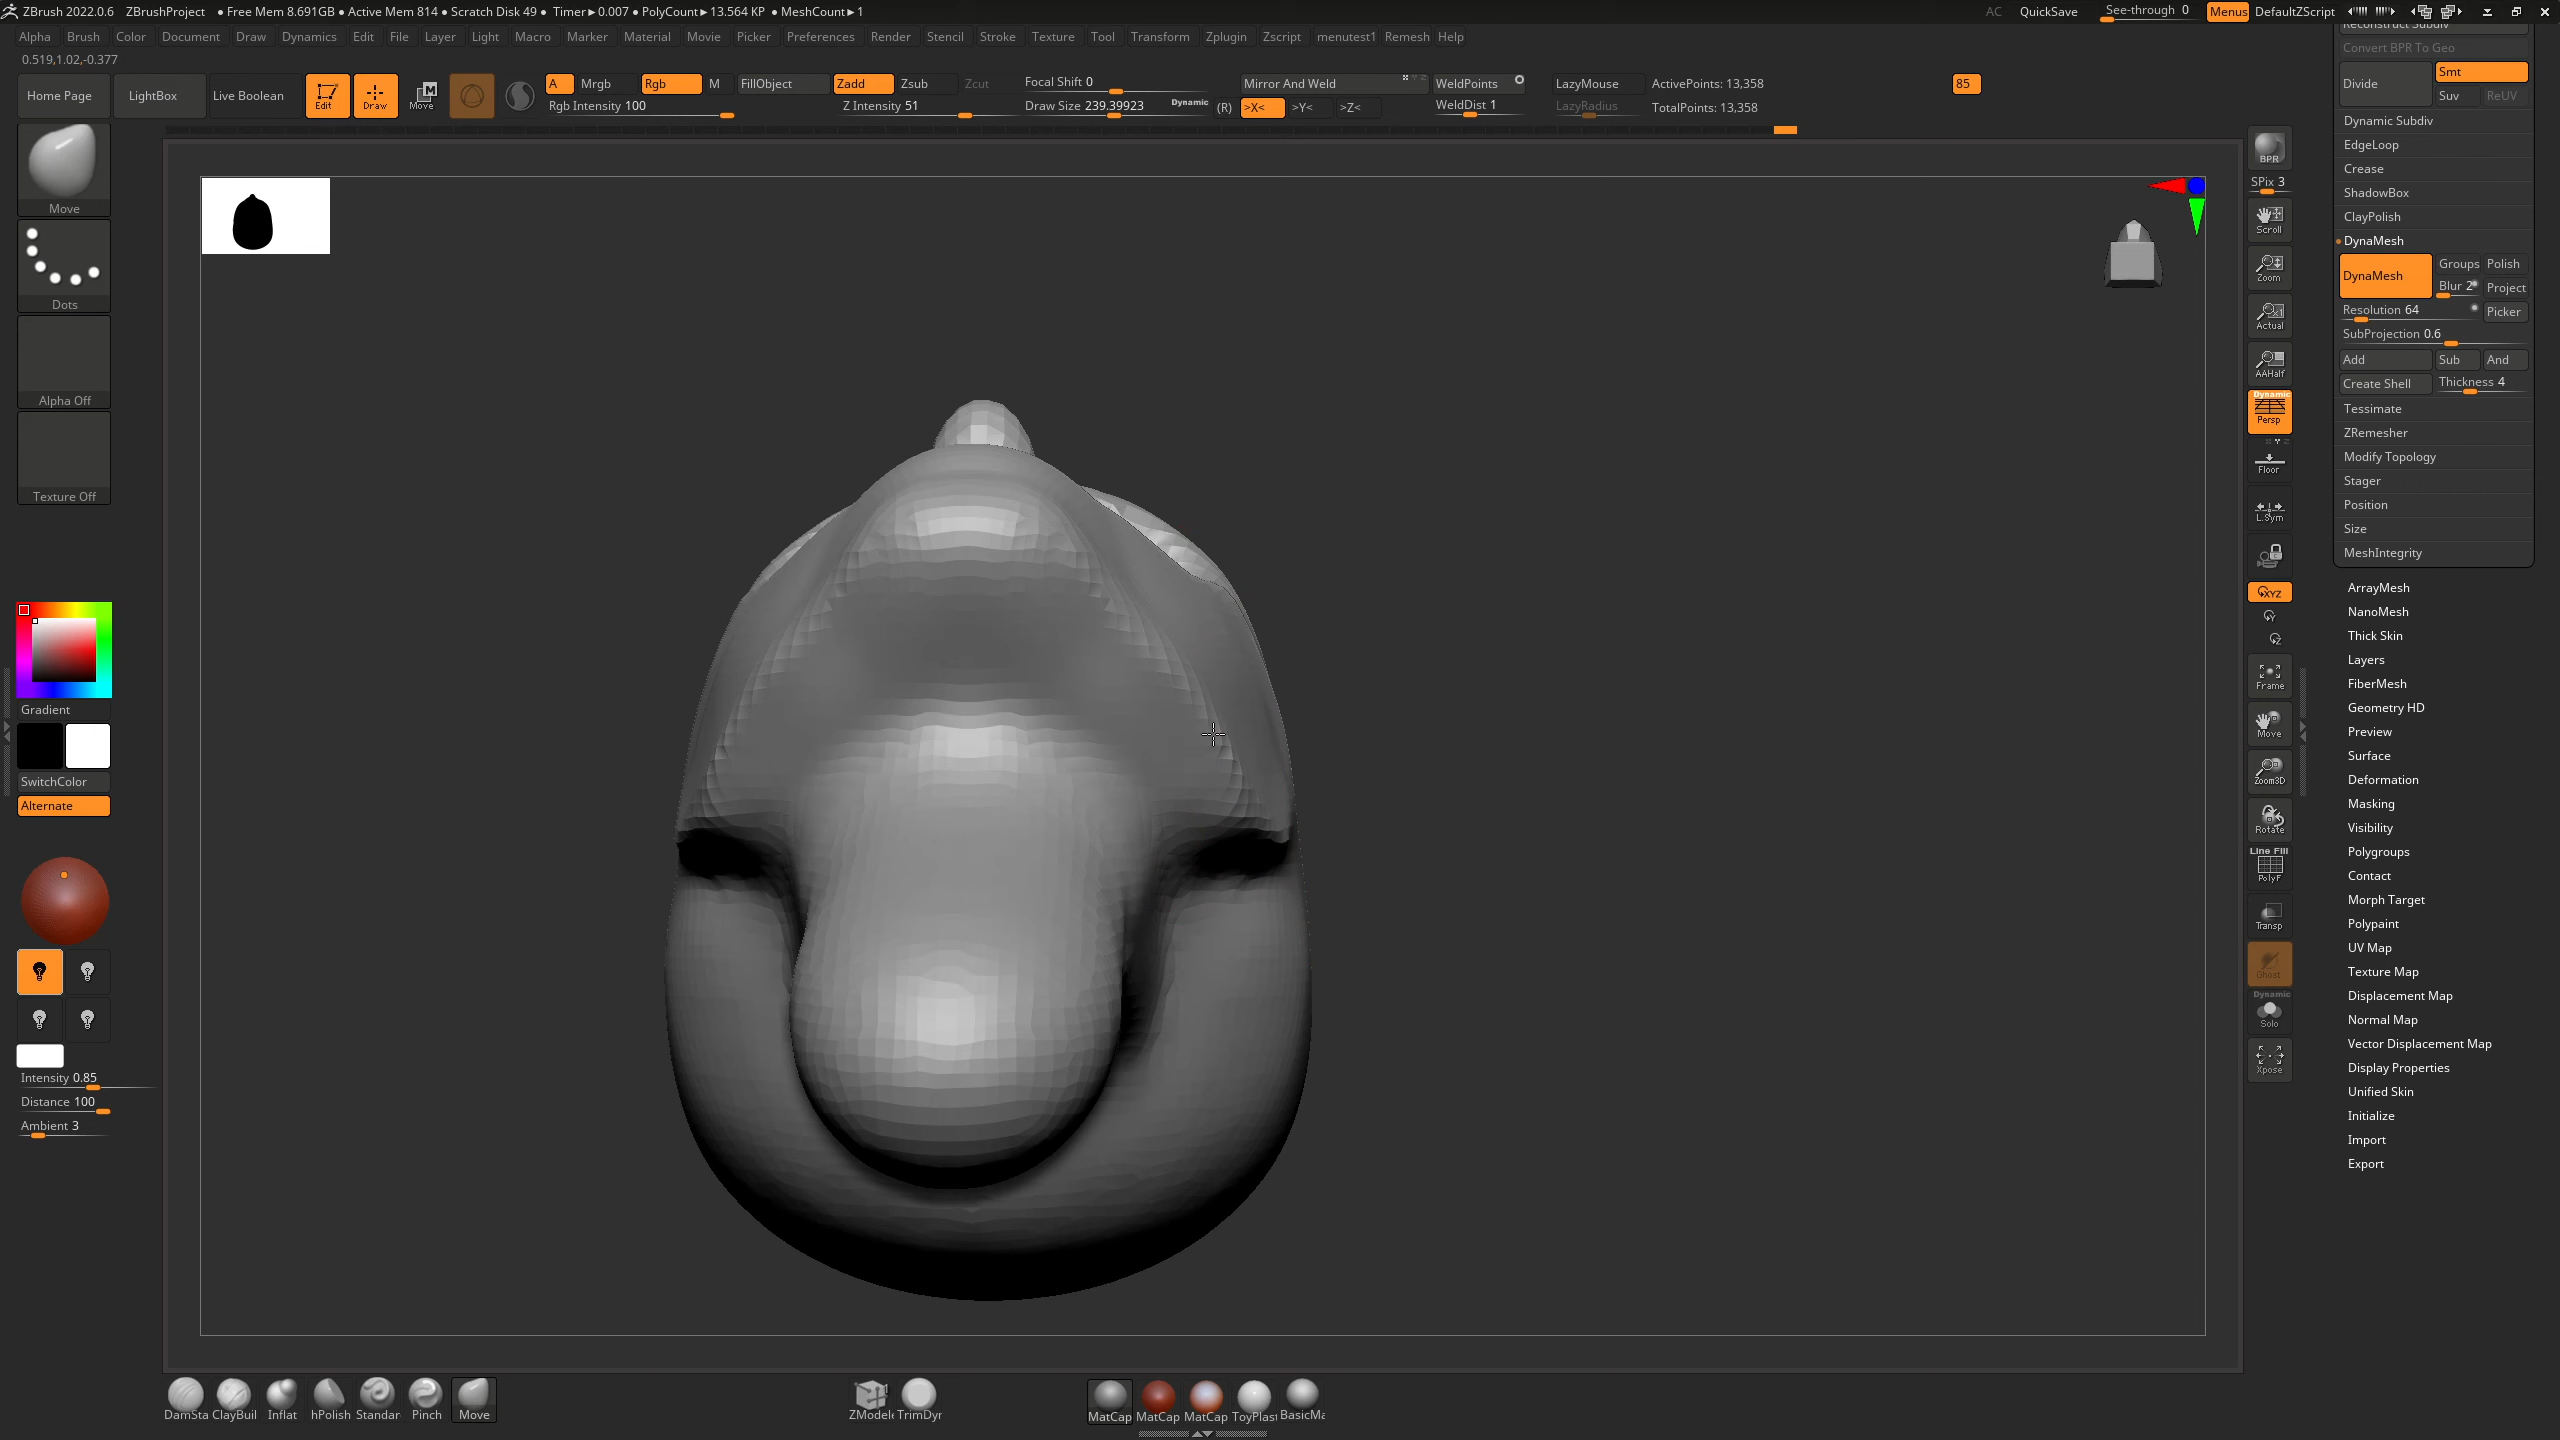 ZBrush 2022.0.6 ZBrushProject • Free Mem 8.691GB • Active Mem 814 • Scratch Disk 49 • Timer►0.007 • PolyCount►13.564 KP • MeshCount►1 AC QuickSave See-through 0 Menus DefaultZScript
Alpha Brush Color Document Draw Dynamics Edit File Layer Light Macro Marker Material Movie Picker Preferences Render Stencil Stroke Texture Tool Transform Zplugin Zscript menutest1 Remesh Help
0.519,1.02,-0.377
Home Page LightBox Live Boolean Edit Draw Move
A Mrgb Rgb M FillObject Zadd Zsub Zcut Focal Shift 0 Mirror And Weld WeldPoints LazyMouse ActivePoints: 13,358 85
Rgb Intensity 100 Z Intensity 51 Draw Size 239.39923 Dynamic (R) >X< >Y< >Z< WeldDist 1 LazyRadius TotalPoints: 13,358
Move
Dots
Alpha Off
Texture Off
Gradient
SwitchColor
Alternate
Intensity 0.85
Distance 100
Ambient 3
BPR
SPix 3
Scroll
Zoom
Actual
AAHalf
Dynamic
Persp
Floor
L.Sym
XYZ
Y
Z
Frame
Move
Zoom3D
Rotate
Line Fill
PolyF
Transp
Ghost
Dynamic
Solo
Xpose
Reconstruct Subdiv
Convert BPR To Geo
Divide Smt
Suv ReUV
Dynamic Subdiv
EdgeLoop
Crease
ShadowBox
ClayPolish
DynaMesh
DynaMesh Groups Polish
Blur 2 Project
Resolution 64 Picker
SubProjection 0.6
Add Sub And
Create Shell Thickness 4
Tessimate
ZRemesher
Modify Topology
Stager
Position
Size
MeshIntegrity
ArrayMesh
NanoMesh
Thick Skin
Layers
FiberMesh
Geometry HD
Preview
Surface
Deformation
Masking
Visibility
Polygroups
Contact
Morph Target
Polypaint
UV Map
Texture Map
Displacement Map
Normal Map
Vector Displacement Map
Display Properties
Unified Skin
Initialize
Import
Export
DamSta ClayBuil Inflat hPolish Standar Pinch Move ZModele TrimDyr MatCap MatCap MatCap ToyPlast BasicMa